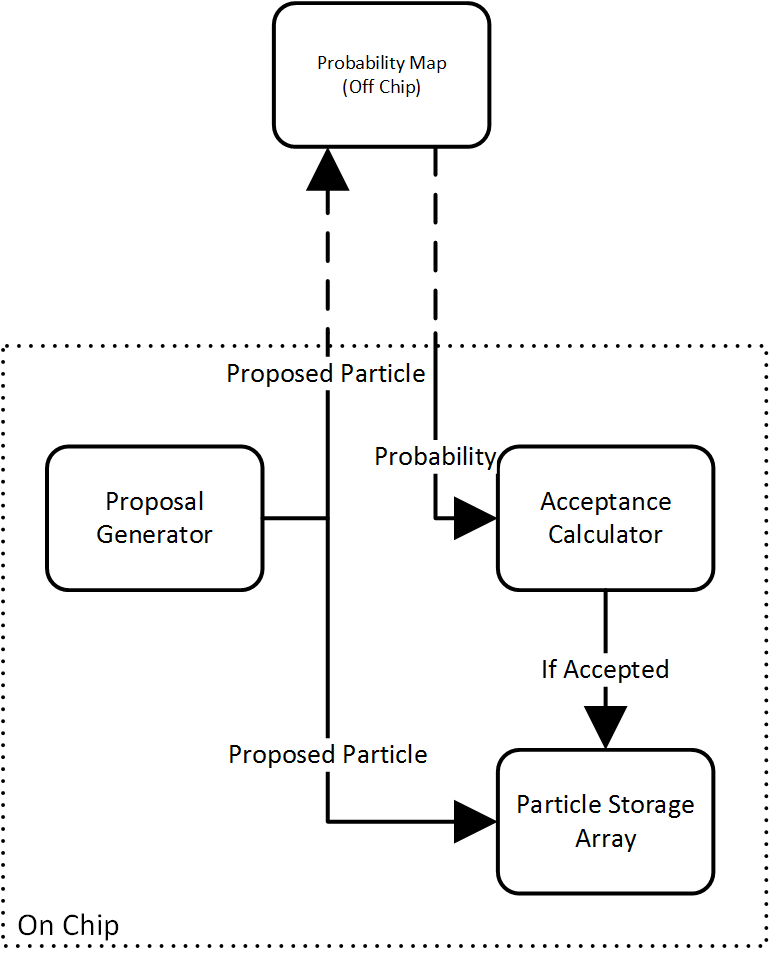 Probability Map
(Off Chip)
Proposed Particle
Probability
Proposal
Generator
Acceptance
Calculator
If Accepted
Proposed Particle
Particle Storage
Array
On Chip